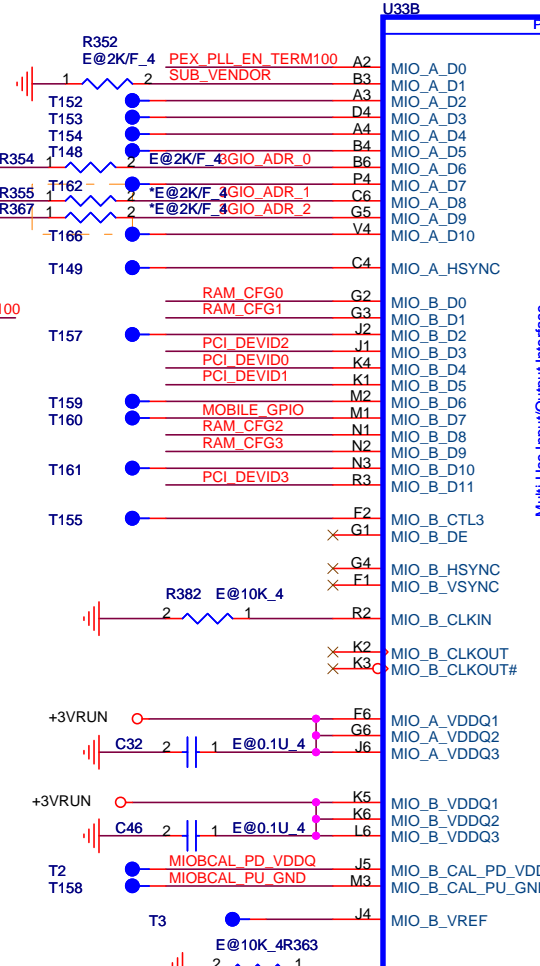 U33B
P
R352
E@2K/F_4 PEX_PLL_EN_TERM100 A2 MIO_A_D0
1 2 SUB_VENDOR B3 MIO_A_D1
T152 A3 MIO_A_D2
T153 D4 MIO_A_D3
T154 A4 MIO_A_D4
T148 B4 MIO_A_D5
R354 1 2 E@2K/F_4 3GIO_ADR_0 B6 MIO_A_D6
T162 P4 MIO_A_D7
R355 1 2 *E@2K/F_4 3GIO_ADR_1 C6 MIO_A_D8
R367 1 2 *E@2K/F_4 3GIO_ADR_2 G5 MIO_A_D9
T166 V4 MIO_A_D10
T149 C4 MIO_A_HSYNC
RAM_CFG0 G2 MIO_B_D0
100 RAM_CFG1 G3 MIO_B_D1
T157 J2 MIO_B_D2
PCI_DEVID2 J1 MIO_B_D3
PCI_DEVID0 K4 MIO_B_D4
PCI_DEVID1 K1 MIO_B_D5
T159 M2 MIO_B_D6
T160 MOBILE_GPIO M1 MIO_B_D7
RAM_CFG2 N1 MIO_B_D8
RAM_CFG3 N2 MIO_B_D9
T161 N3 MIO_B_D10
PCI_DEVID3 R3 MIO_B_D11
T155 F2 MIO_B_CTL3
G1 MIO_B_DE
G4 MIO_B_HSYNC
F1 MIO_B_VSYNC
R382 E@10K_4
2 1 R2 MIO_B_CLKIN
K2 MIO_B_CLKOUT
K3 MIO_B_CLKOUT#
+3VRUN F6 MIO_A_VDDQ1
G6 MIO_A_VDDQ2
C32 2 1 E@0.1U_4 J6 MIO_A_VDDQ3
+3VRUN K5 MIO_B_VDDQ1
K6 MIO_B_VDDQ2
C46 2 1 E@0.1U_4 L6 MIO_B_VDDQ3
T2 MIOBCAL_PD_VDDQ J5 MIO_B_CAL_PD_VDD
T158 MIOBCAL_PU_GND M3 MIO_B_CAL_PU_GN
T3 J4 MIO_B_VREF
E@10K_4R363
2 1